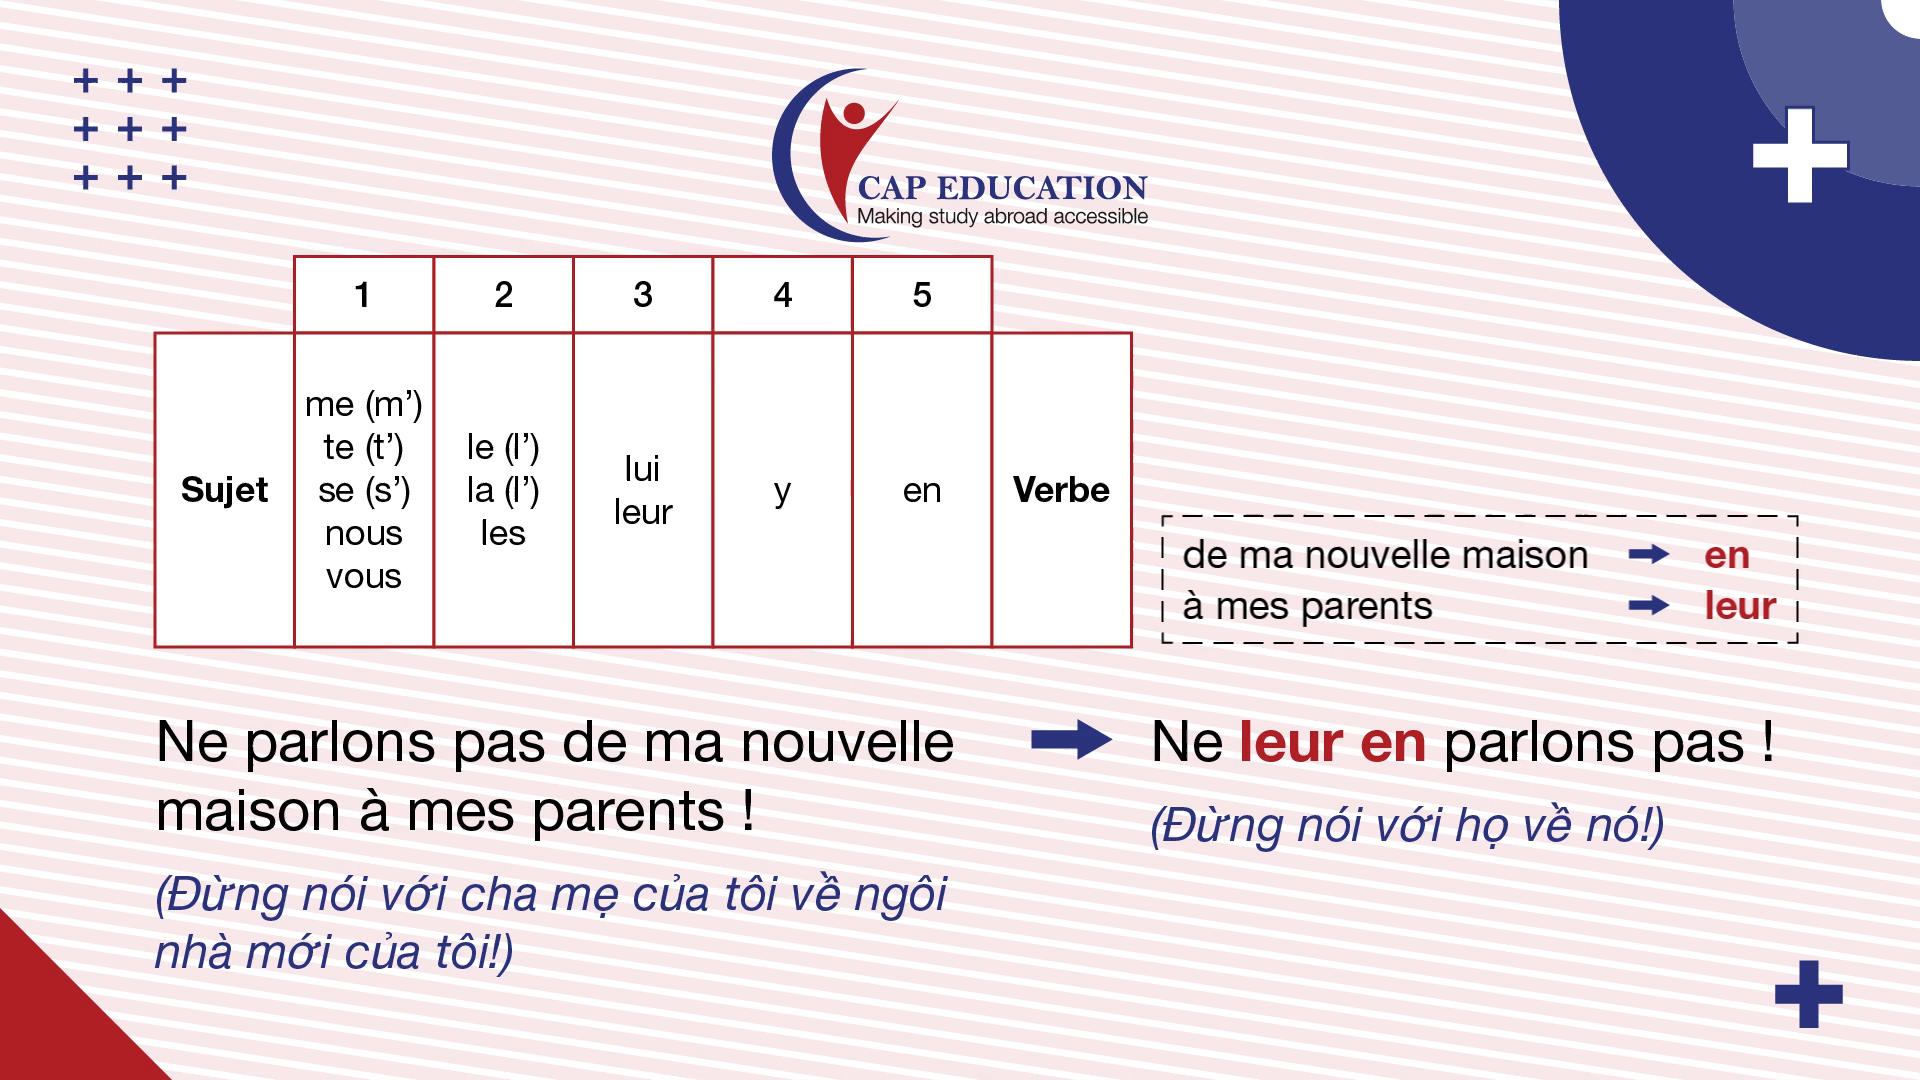 CAP EDUCATION
Making study abroad accessible
1 2 3 4 5
Sujet
me (m’)
te (t’)
se (s’)
nous
vous
le (l’)
la (l’)
les
lui
leur
y
en
Verbe
de ma nouvelle maison en
à mes parents leur
Ne parlons pas de ma nouvelle
maison à mes parents !
(Đừng nói với cha mẹ của tôi về ngôi
nhà mới của tôi!)
Ne leur en parlons pas !
(Đừng nói với họ về nó!)